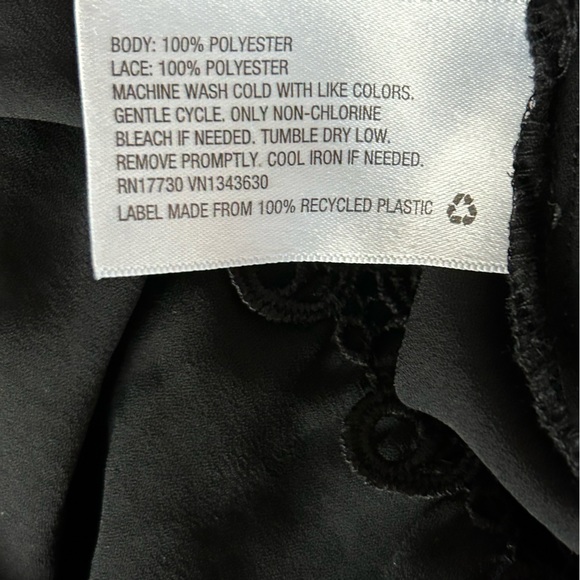 BODY: 100% POLYESTER
LACE: 100% POLYESTER
MACHINE WASH COLD WITH LIKE COLORS.
GENTLE CYCLE. ONLY NON-CHLORINE
BLEACH IF NEEDED. TUMBLE DRY LOW.
REMOVE PROMPTLY. COOL IRON IF NEEDED.
RN17730 VN1343630
LABEL MADE FROM 100% RECYCLED PLASTIC